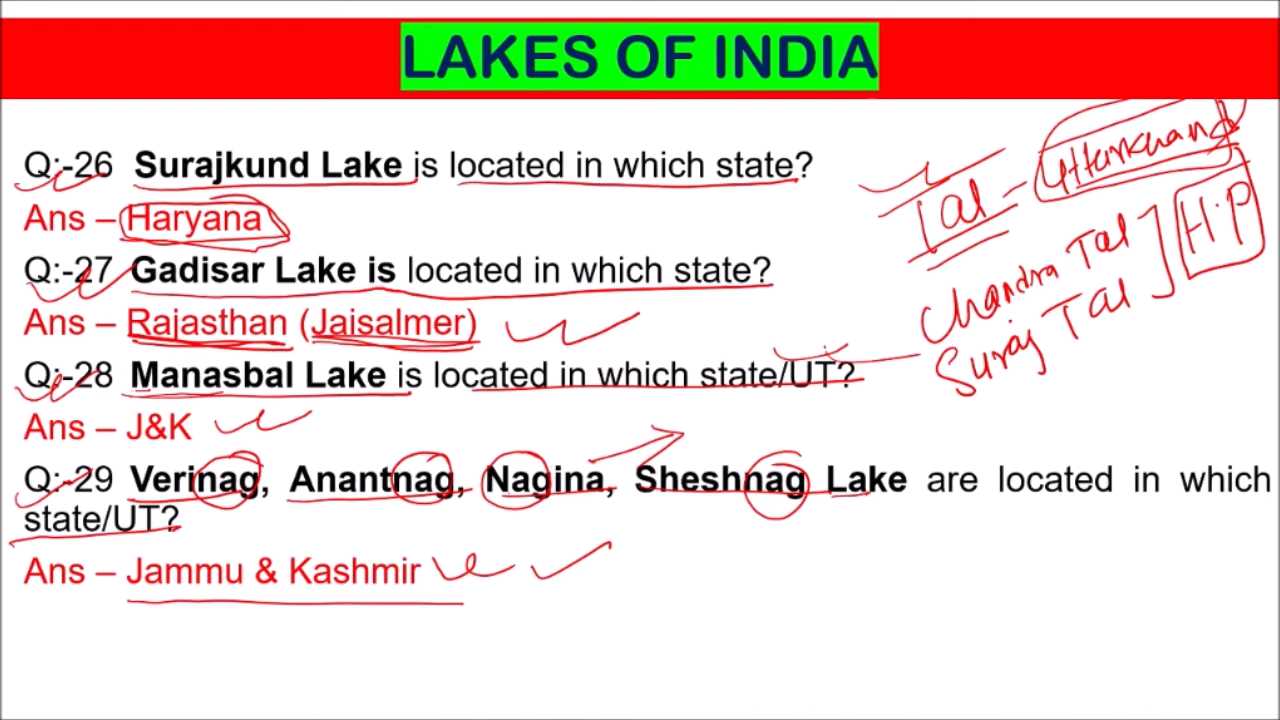 LAKES OF INDIA
Q:-26 Surajkund Lake is located in which state?
Ans – Haryana
Q:-27 Gadisar Lake is located in which state?
Ans – Rajasthan (Jaisalmer)
Q:-28 Manasbal Lake is located in which state/UT?
Ans – J&K
Q:-29 Verinag, Anantnag, Nagina, Sheshnag Lake are located in which
state/UT?
Ans – Jammu & Kashmir
Tal – Uttarkhand
Chandra Tal
Suraj Tal
H.P